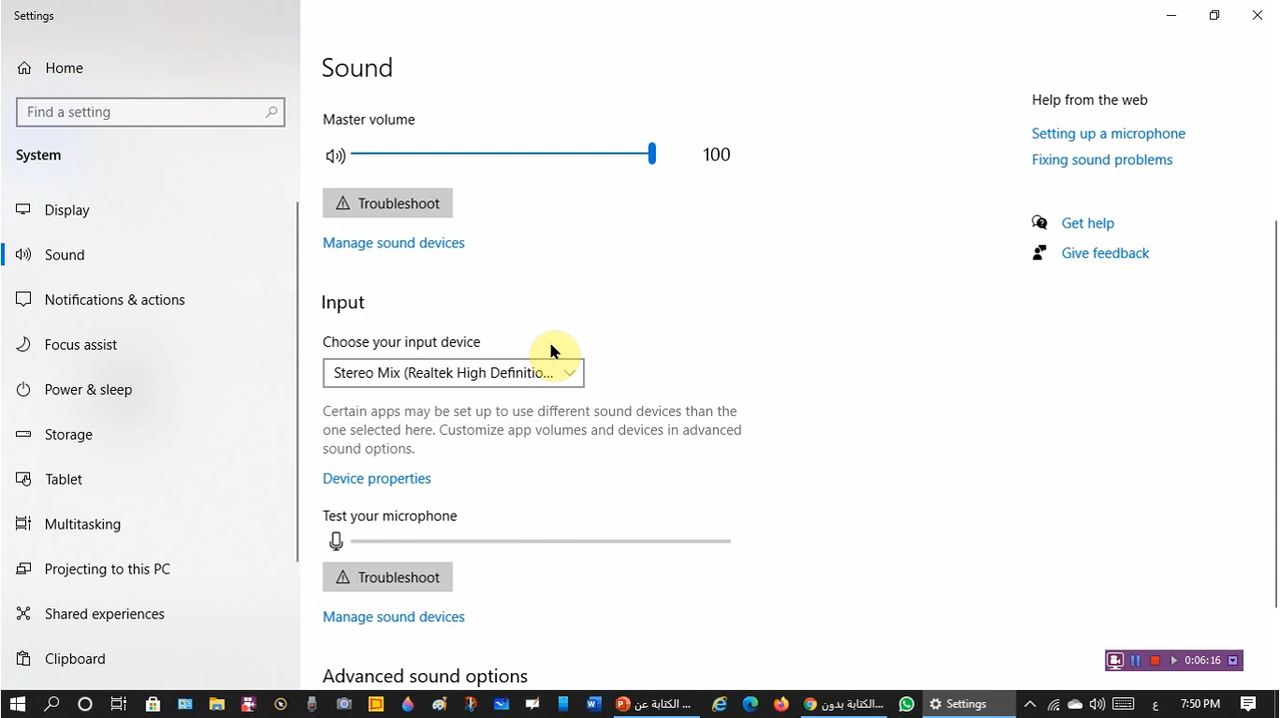 Settings
Home
Find a setting
System
Display
Sound
Notifications & actions
Focus assist
Power & sleep
Storage
Tablet
Multitasking
Projecting to this PC
Shared experiences
Clipboard
Sound
Master volume
100
Troubleshoot
Manage sound devices
Input
Choose your input device
Stereo Mix (Realtek High Definitio...
Certain apps may be set up to use different sound devices than the
one selected here. Customize app volumes and devices in advanced
sound options.
Device properties
Test your microphone
Troubleshoot
Manage sound devices
Advanced sound options
Help from the web
Setting up a microphone
Fixing sound problems
Get help
Give feedback
0:06:16
الكتابة عن ...
الكتابة بدون...
Settings
ع
7:50 PM